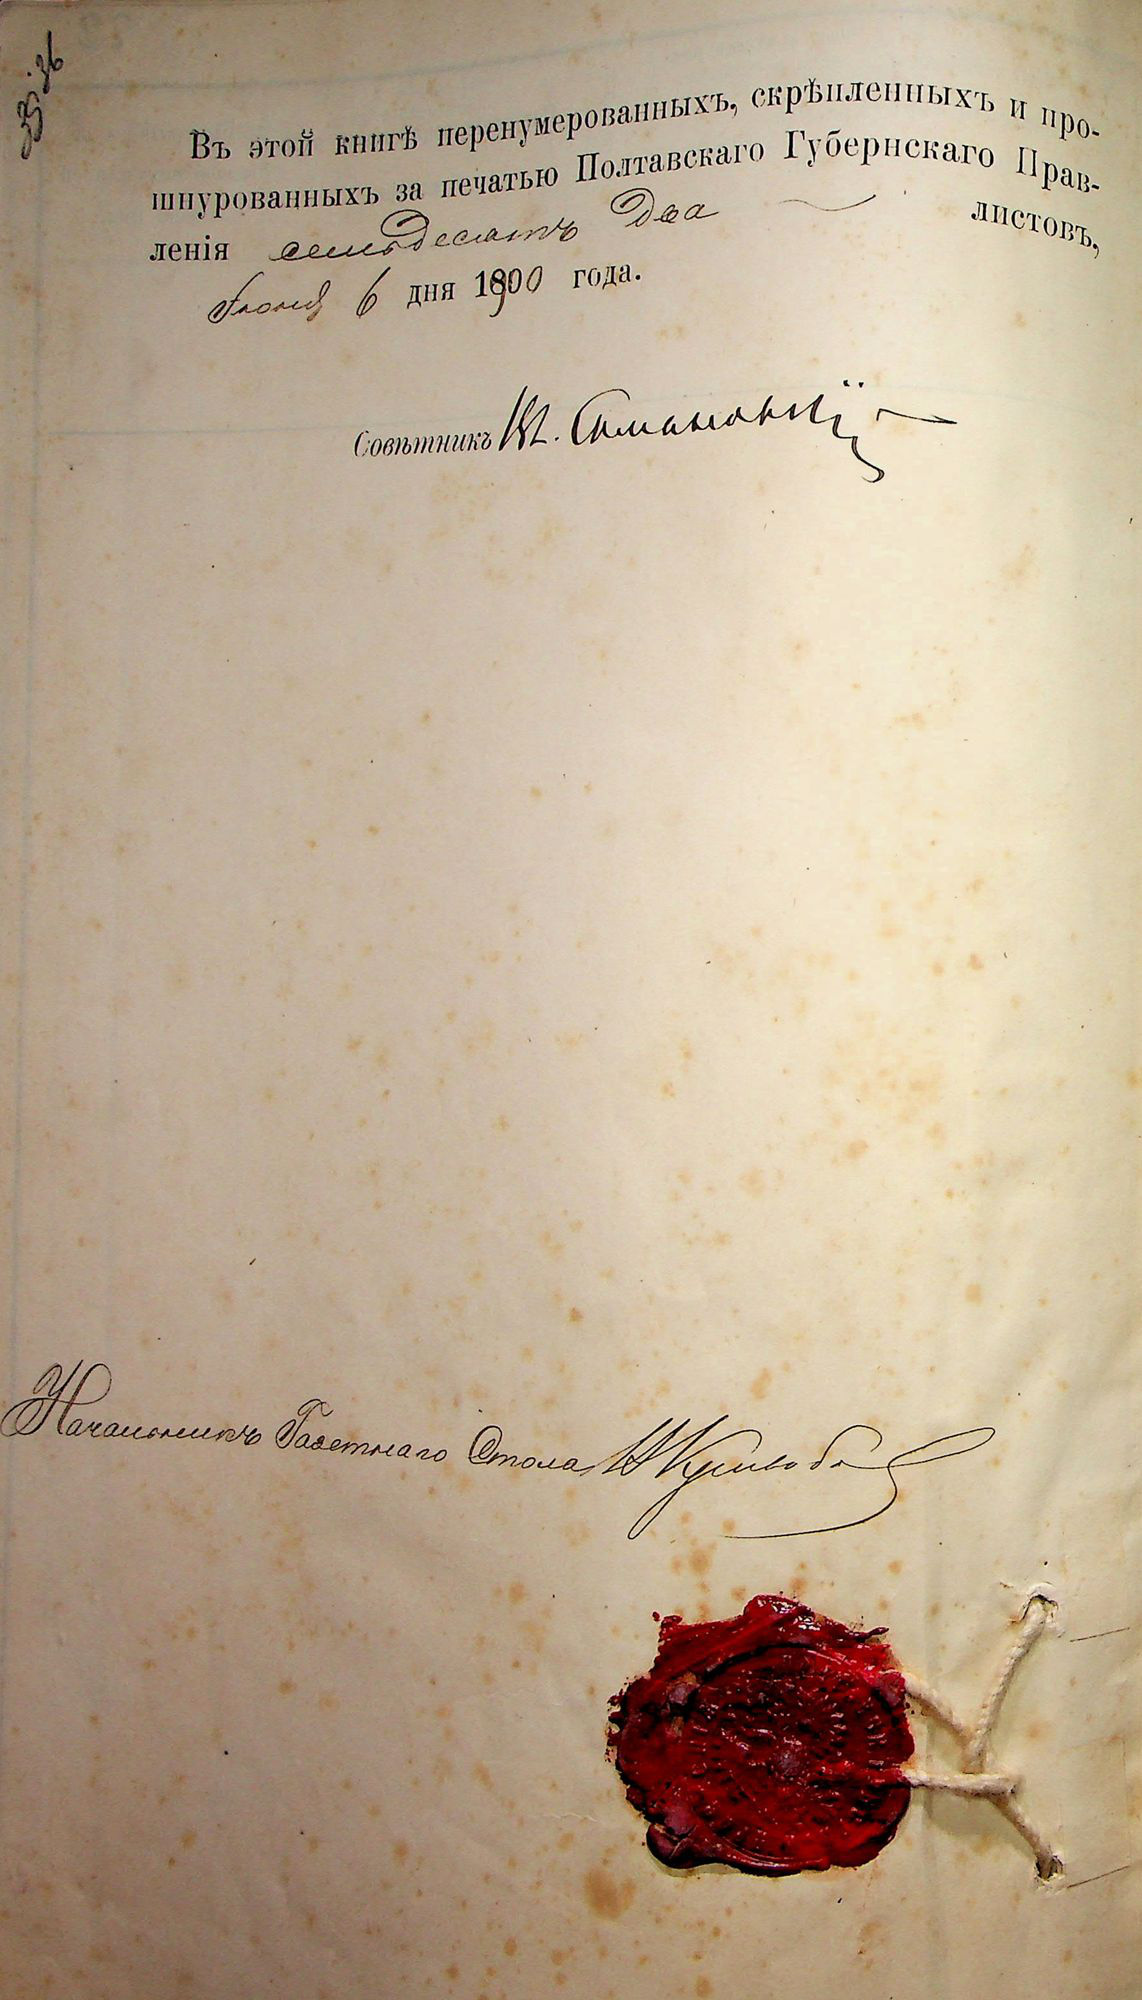 35 36
Въ этой книгѣ перенумерованныхъ, скрѣпленныхъ и про-
шнурованныхъ за печатью Полтавскаго Губернскаго Прав-
ленія семьдесятъ два листовъ,
Іюня 6 дня 1900 года.
Совѣтникъ
Начальникъ Газетнаго Стола